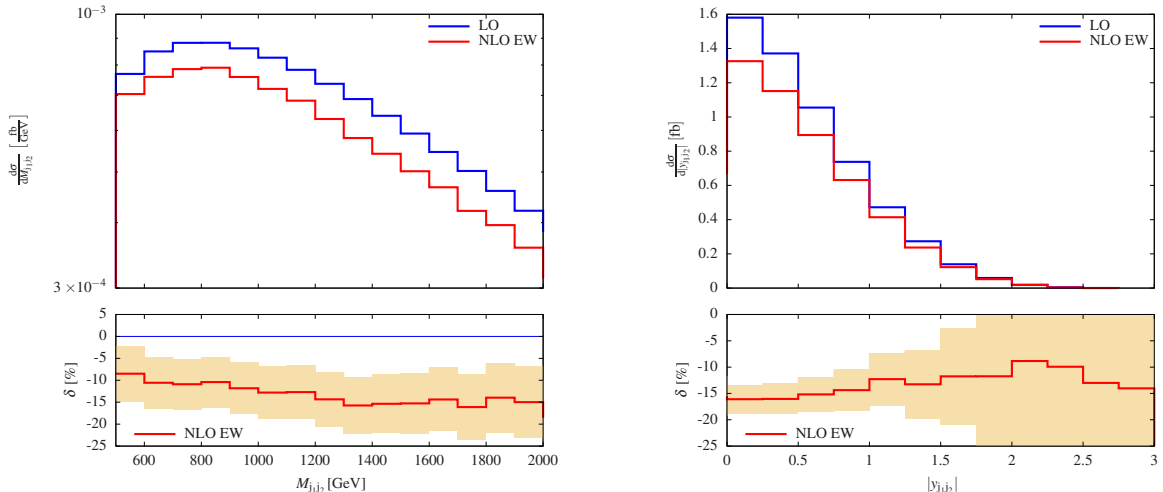 10⁻³
3 ×10⁻⁴
dσ/dM_j₁j₂ [fb/GeV]
LO
NLO EW
5
0
-5
-10
-15
-20
-25
δ [%]
NLO EW
600 800 1000 1200 1400 1600 1800 2000
M_j₁j₂ [GeV]
1.6
1.4
1.2
1
0.8
0.6
0.4
0.2
0
dσ/d|y_j₁j₂| [fb]
LO
NLO EW
0
-5
-10
-15
-20
-25
δ [%]
NLO EW
0 0.5 1 1.5 2 2.5 3
|y_j₁j₂|